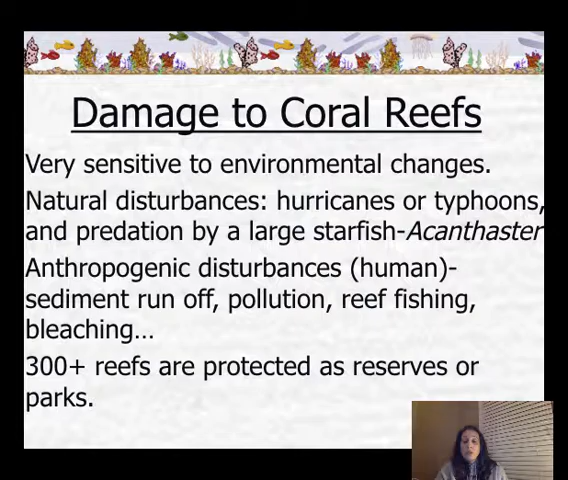 Damage to Coral Reefs
Very sensitive to environmental changes.
Natural disturbances: hurricanes or typhoons,
and predation by a large starfish-Acanthaster
Anthropogenic disturbances (human)-
sediment run off, pollution, reef fishing,
bleaching...
300+ reefs are protected as reserves or
parks.